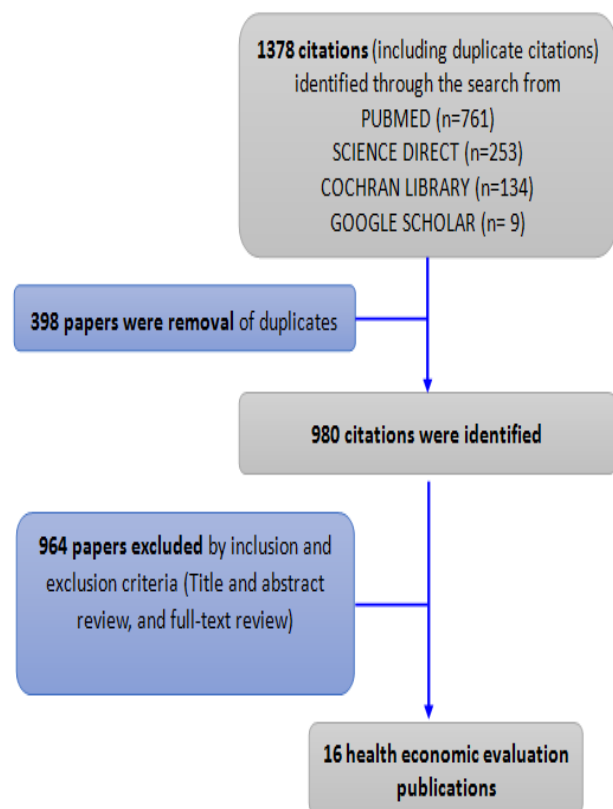 1378 citations (including duplicate citations)
identified through the search from
PUBMED (n=761)
SCIENCE DIRECT (n=253)
COCHRAN LIBRARY (n=134)
GOOGLE SCHOLAR (n= 9)
398 papers were removal of duplicates
980 citations were identified
964 papers excluded by inclusion and
exclusion criteria (Title and abstract
review, and full-text review)
16 health economic evaluation
publications